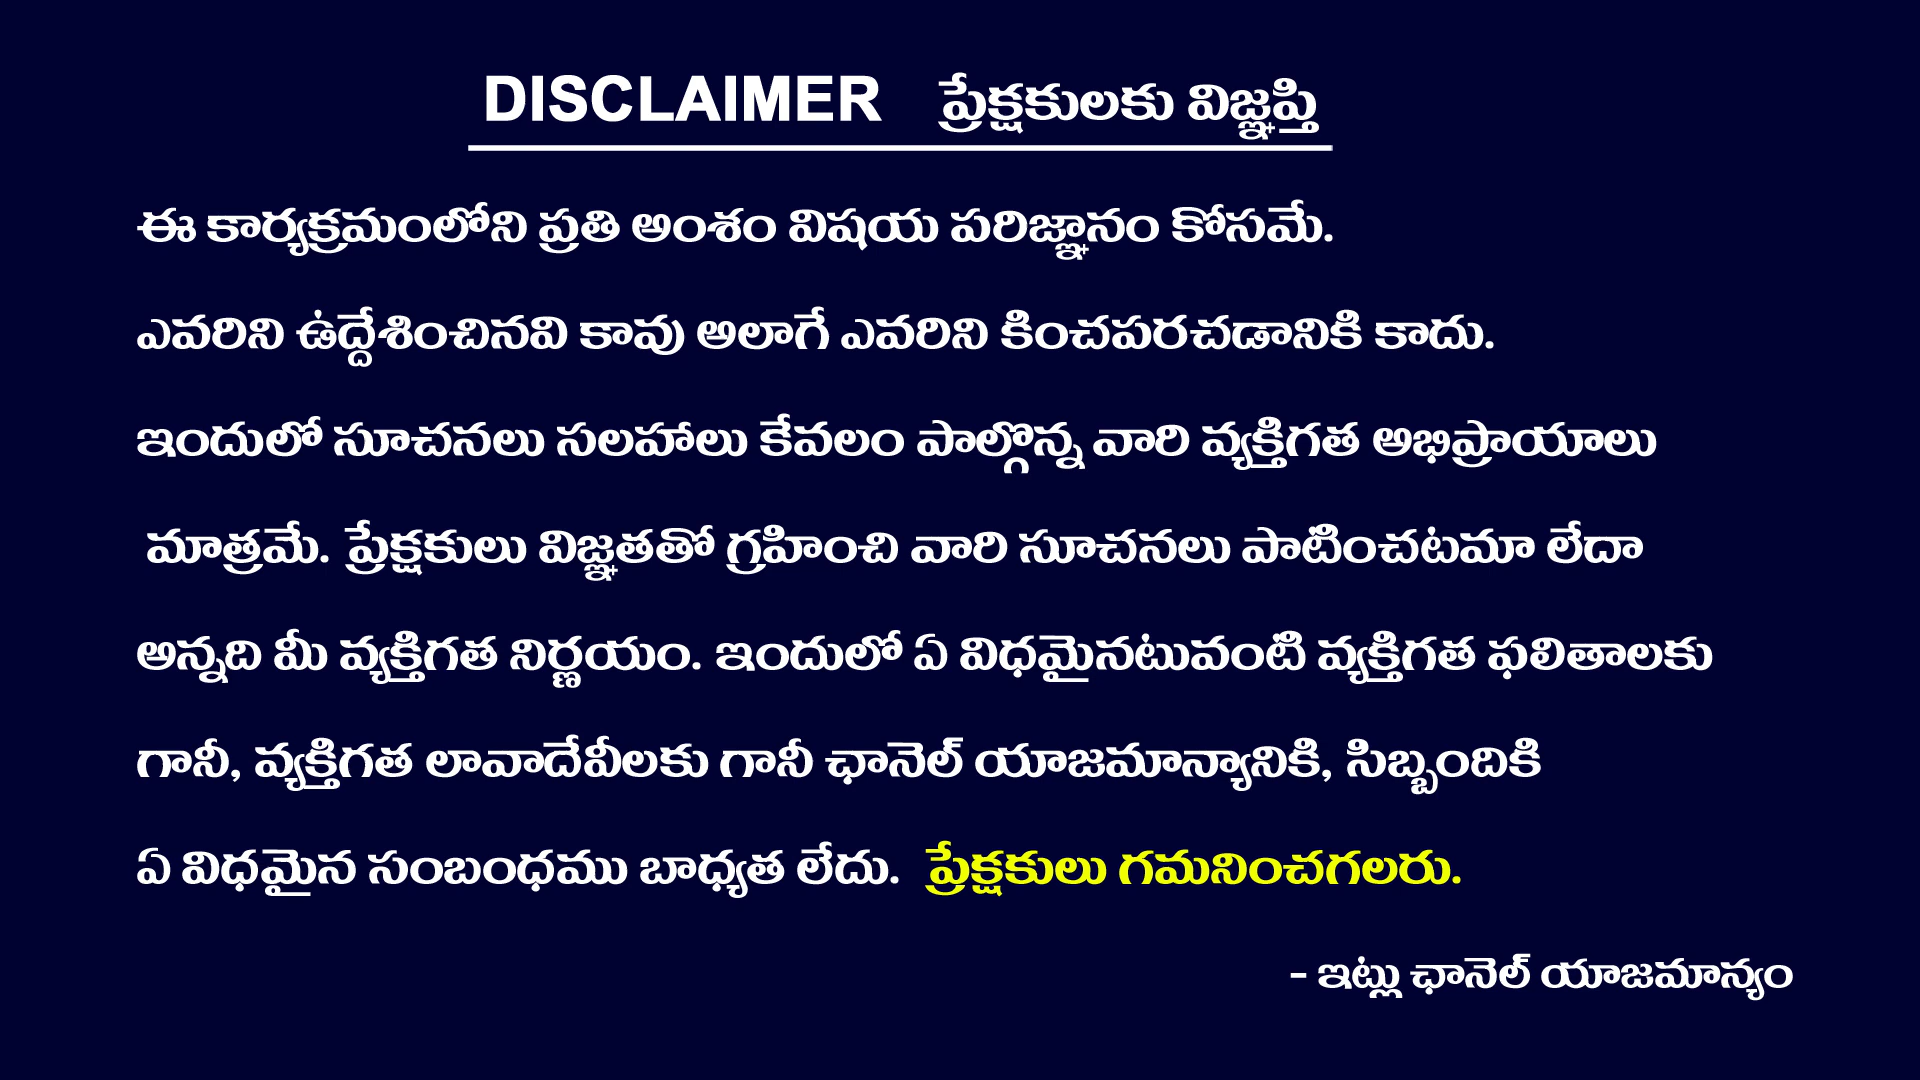 DISCLAIMER ప్రేక్షకులకు విజ్ఞప్తి
ఈ కార్యక్రమంలోని ప్రతి అంశం విషయ పరిజ్ఞానం కోసమే.
ఎవరిని ఉద్దేశించినవి కావు అలాగే ఎవరిని కించపరచడానికి కాదు.
ఇందులో సూచనలు సలహాలు కేవలం పాల్గొన్న వారి వ్యక్తిగత అభిప్రాయాలు
మాత్రమే. ప్రేక్షకులు విజ్ఞతతో గ్రహించి వారి సూచనలు పాటించటమా లేదా
అన్నది మీ వ్యక్తిగత నిర్ణయం. ఇందులో ఏ విధమైనటువంటి వ్యక్తిగత ఫలితాలకు
గానీ, వ్యక్తిగత లావాదేవీలకు గానీ ఛానెల్ యాజమాన్యానికి, సిబ్బందికి
ఏ విధమైన సంబంధము బాధ్యత లేదు. ప్రేక్షకులు గమనించగలరు.
- ఇట్లు ఛానెల్ యాజమాన్యం